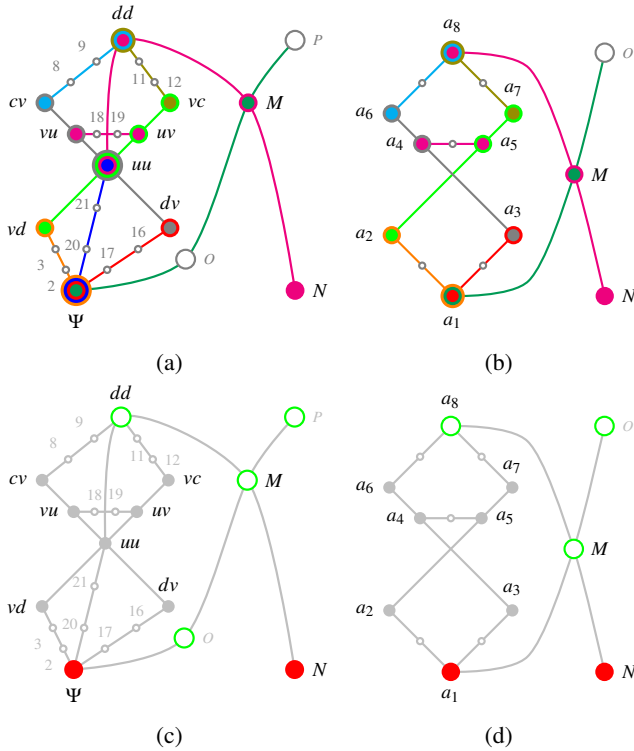 dd
P
9
8
11
12
cv
vc
M
vu
18
19
uv
uu
21
dv
vd
20
17
16
O
3
2
Ψ
N
(a)
a8
O
a7
a6
a4
a5
M
a3
a2
a1
N
(b)
dd
P
9
8
11
12
cv
vc
M
vu
18
19
uv
uu
21
dv
vd
20
17
16
O
3
2
Ψ
N
(c)
a8
O
a7
a6
a4
a5
M
a3
a2
a1
N
(d)